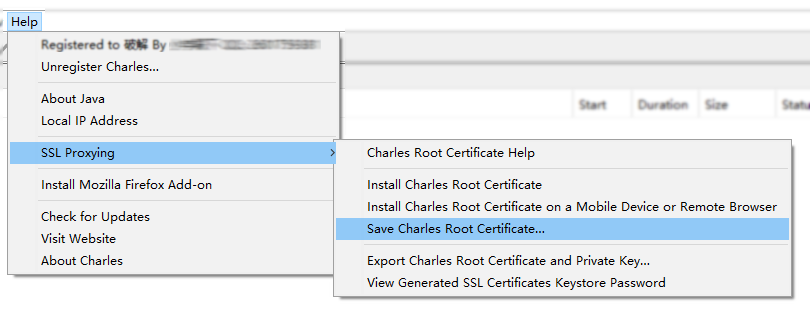 Help
Registered to 破解 By
Unregister Charles...
Start
Duration
Size
Statu
About Java
Local IP Address
SSL Proxying
Charles Root Certificate Help
Install Mozilla Firefox Add-on
Install Charles Root Certificate
Install Charles Root Certificate on a Mobile Device or Remote Browser
Check for Updates
Save Charles Root Certificate...
Visit Website
About Charles
Export Charles Root Certificate and Private Key...
View Generated SSL Certificates Keystore Password